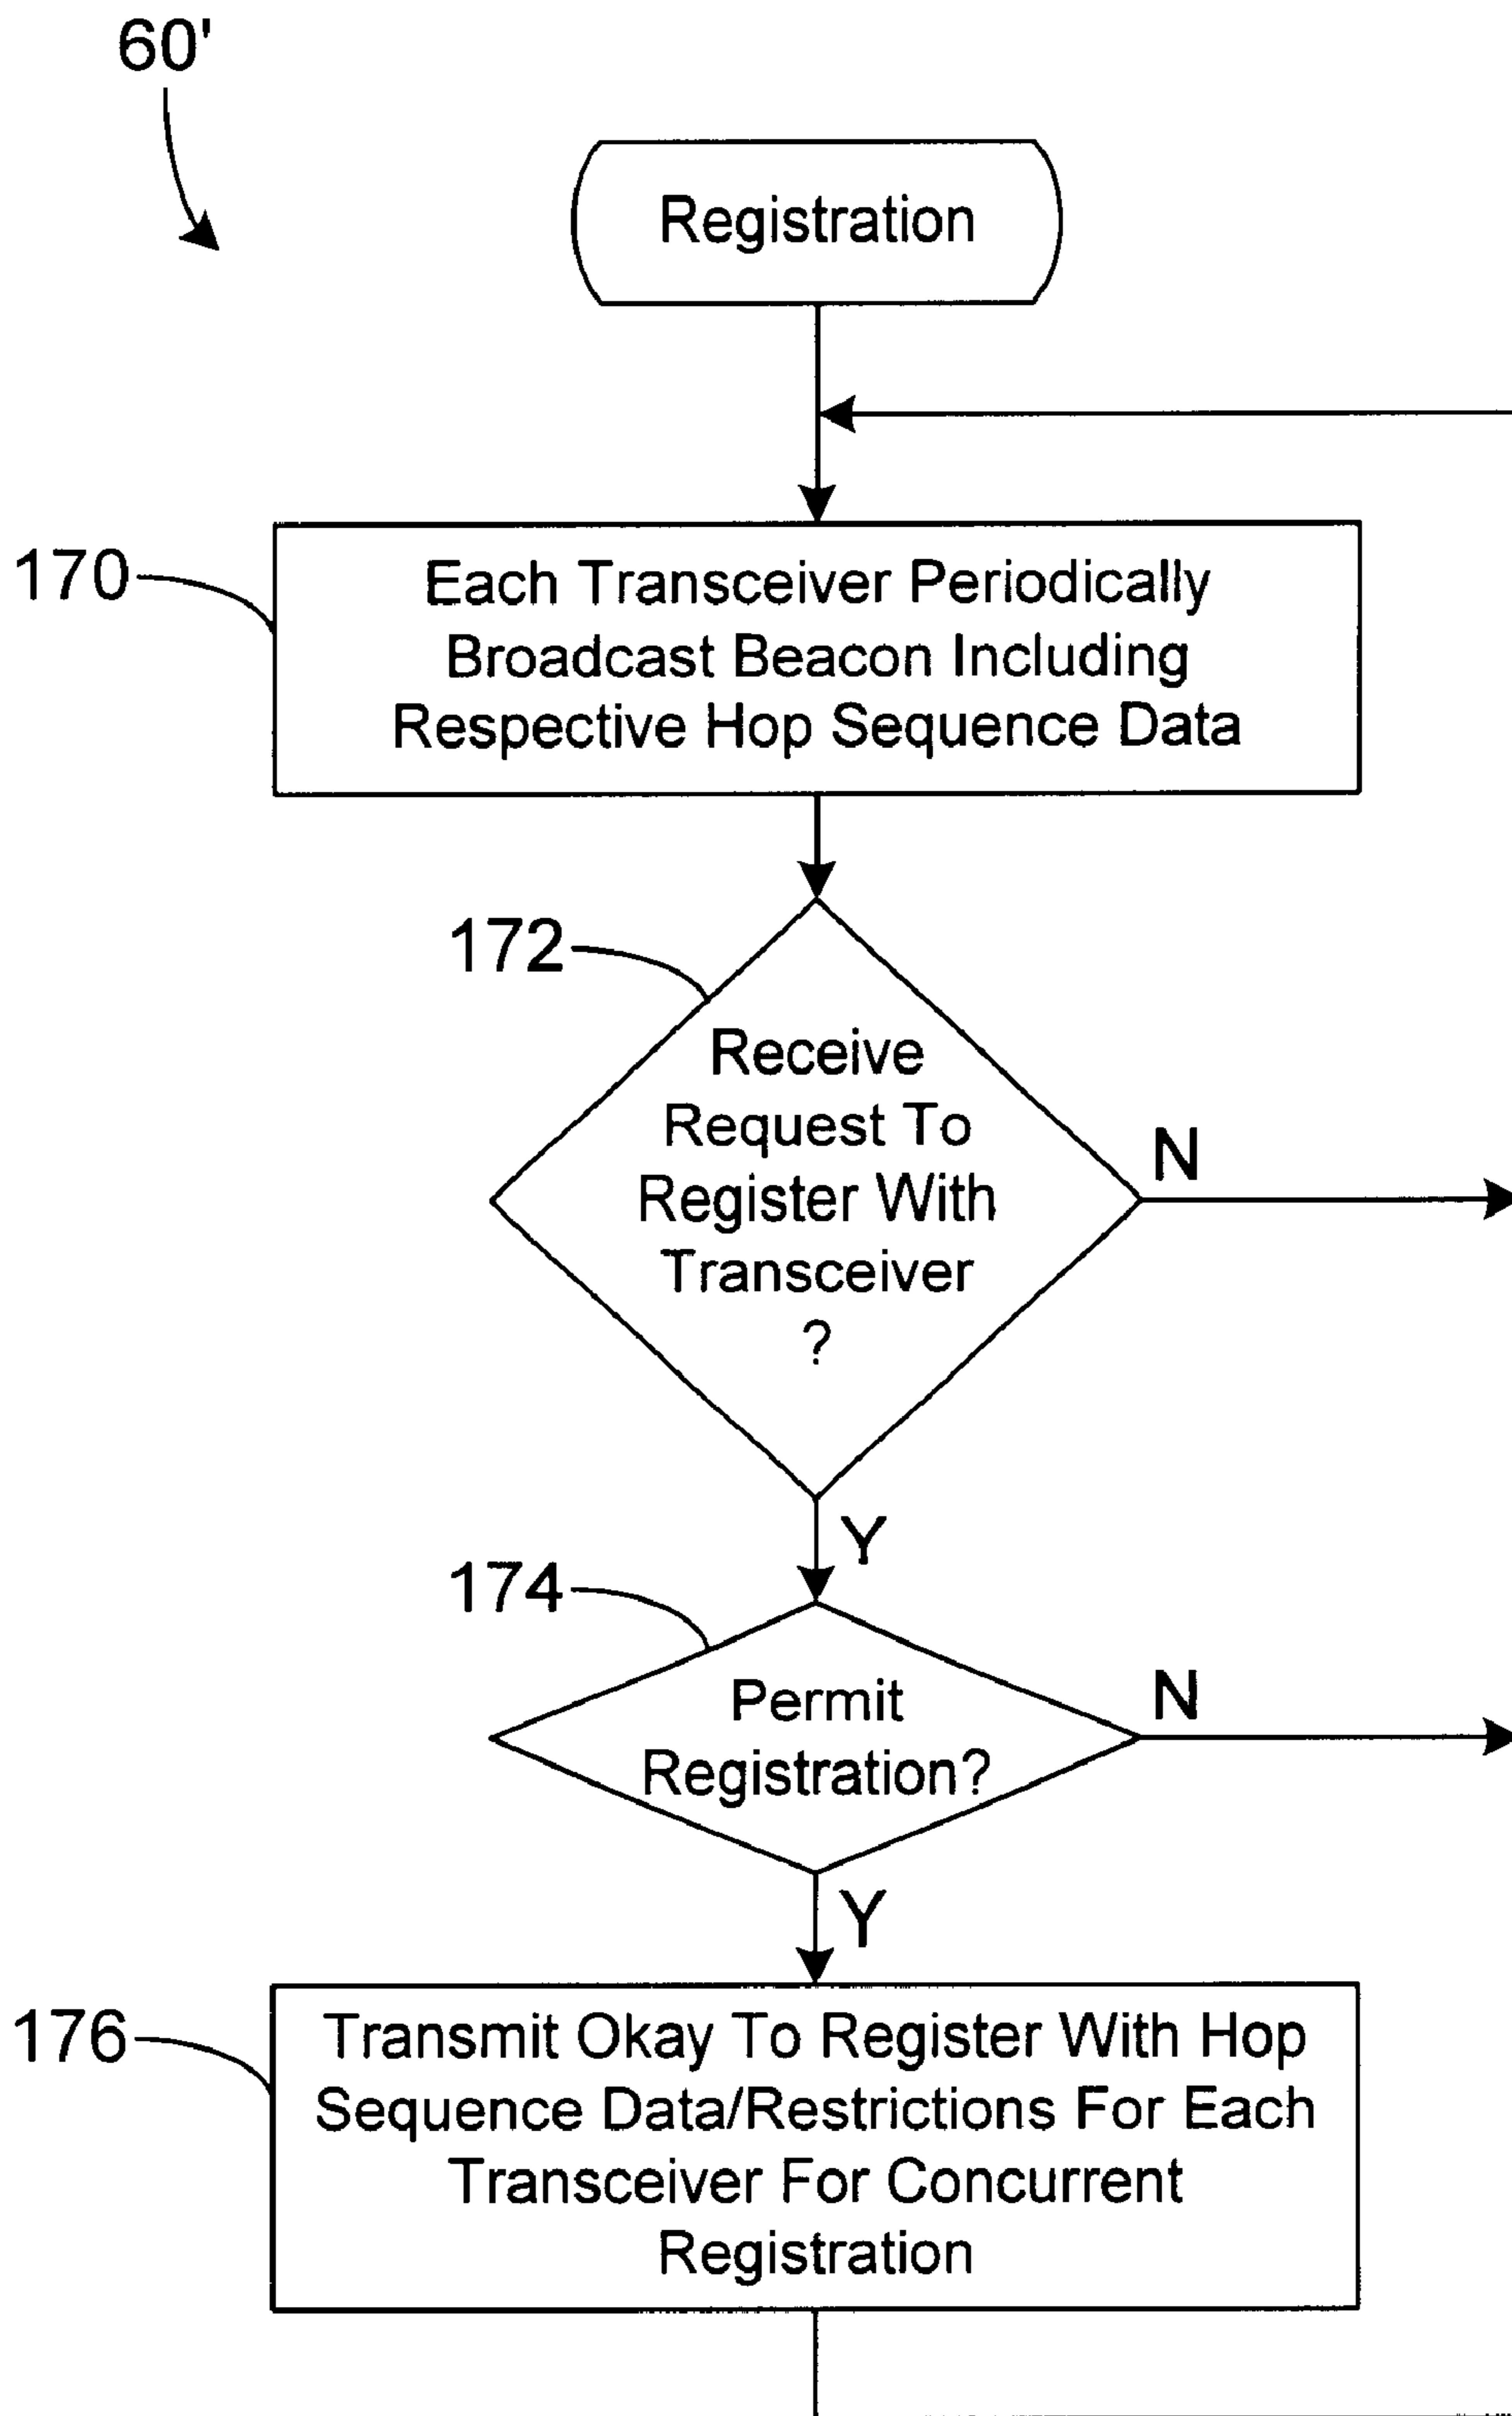 60'
Registration
170
Each Transceiver Periodically
Broadcast Beacon Including
Respective Hop Sequence Data
172
Receive
Request To
Register With
Transceiver
?
N
Y
174
Permit
Registration?
N
Y
176
Transmit Okay To Register With Hop
Sequence Data/Restrictions For Each
Transceiver For Concurrent
Registration